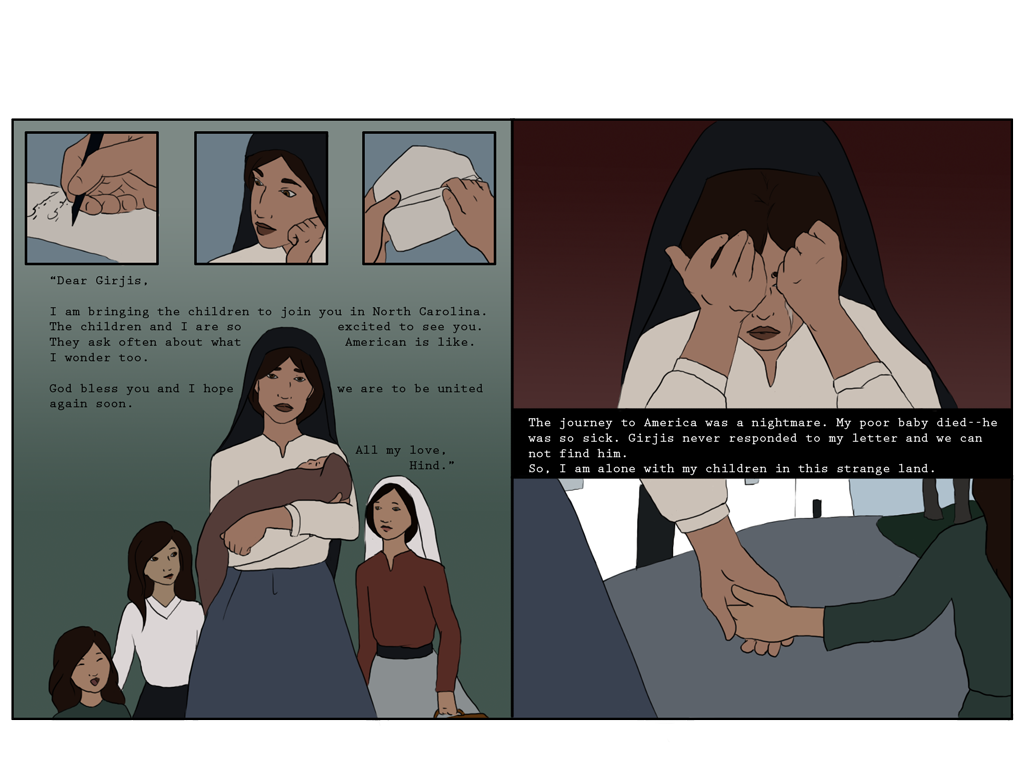 “Dear Girjis,
I am bringing the children to join you in North Carolina.
The children and I are so excited to see you.
They ask often about what American is like.
I wonder too.
God bless you and I hope we are to be united
again soon.
All my love,
Hind.”
The journey to America was a nightmare. My poor baby died--he
was so sick. Girjis never responded to my letter and we can
not find him.
So, I am alone with my children in this strange land.